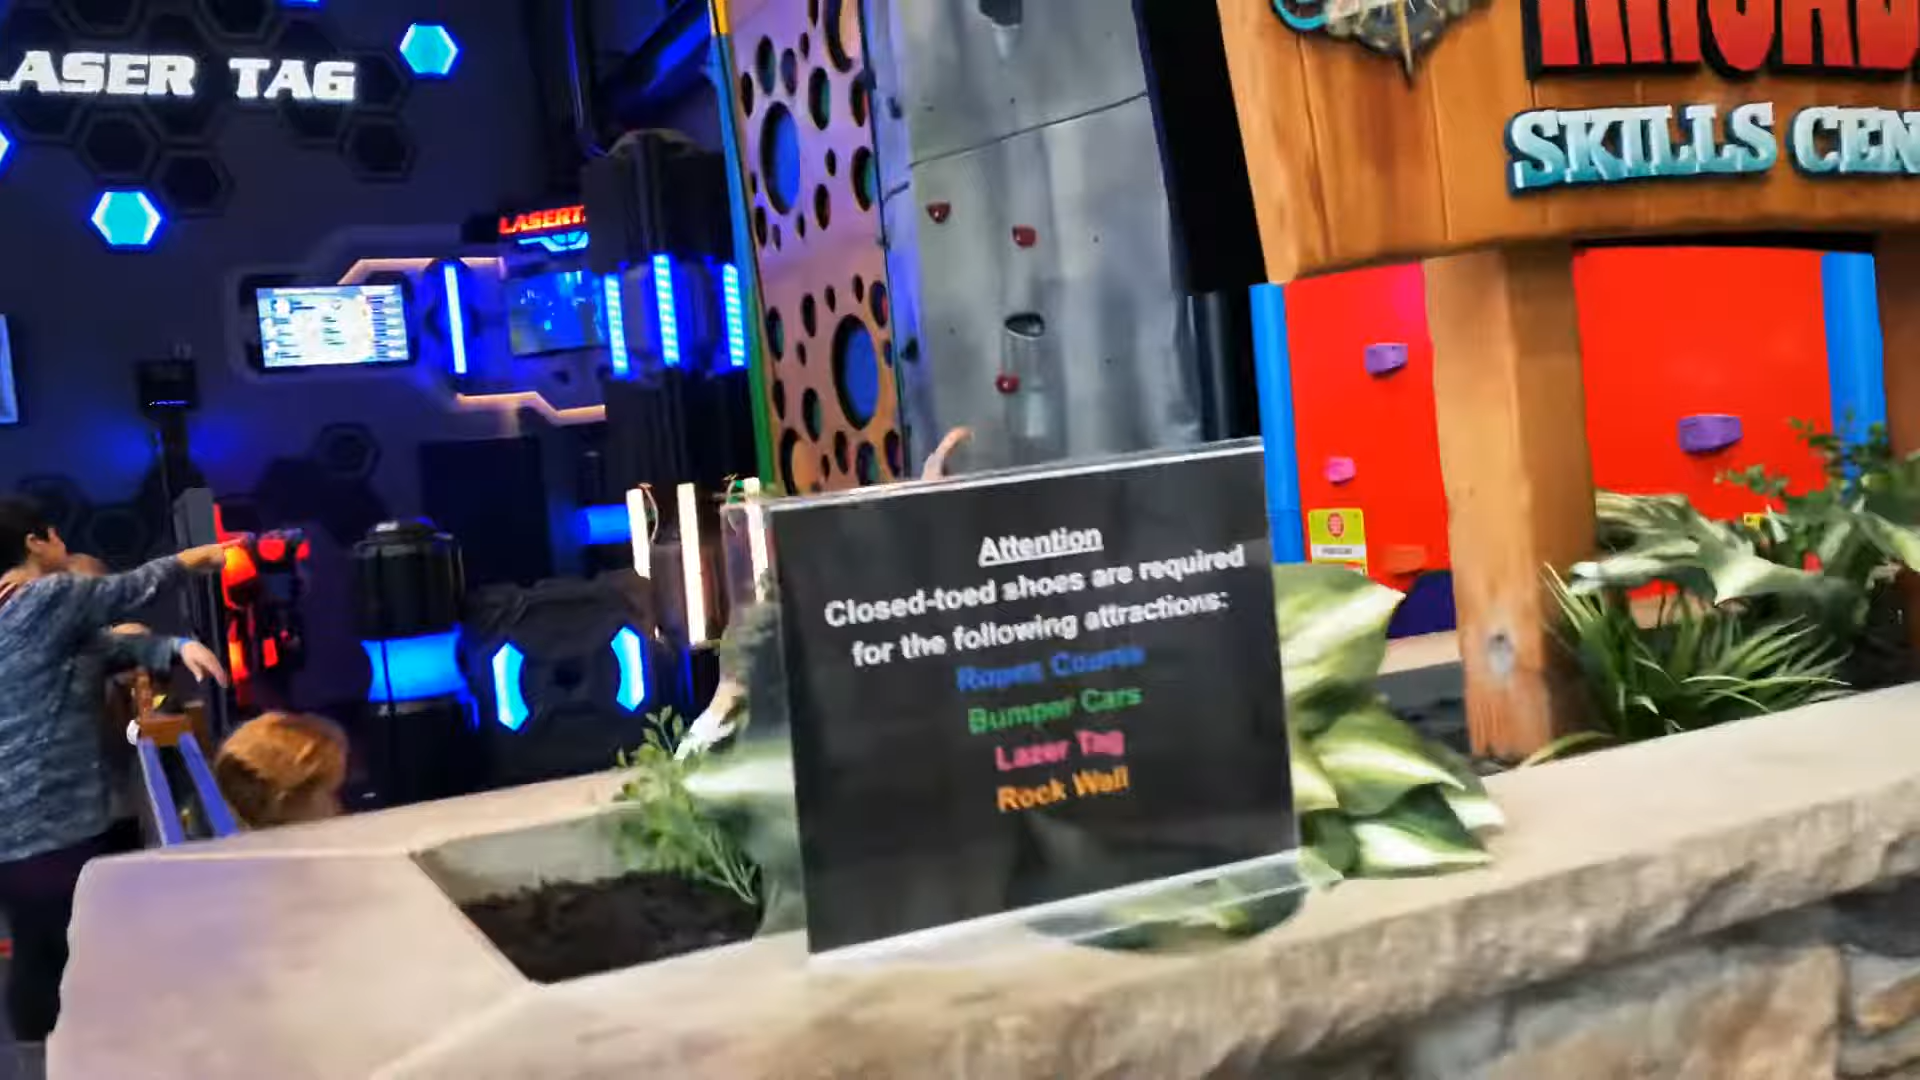 LASER TAG
LASERT
SKILLS CEN
Attention
Closed-toed shoes are required
for the following attractions:
Ropes Course
Bumper Cars
Lazer Tag
Rock Wall